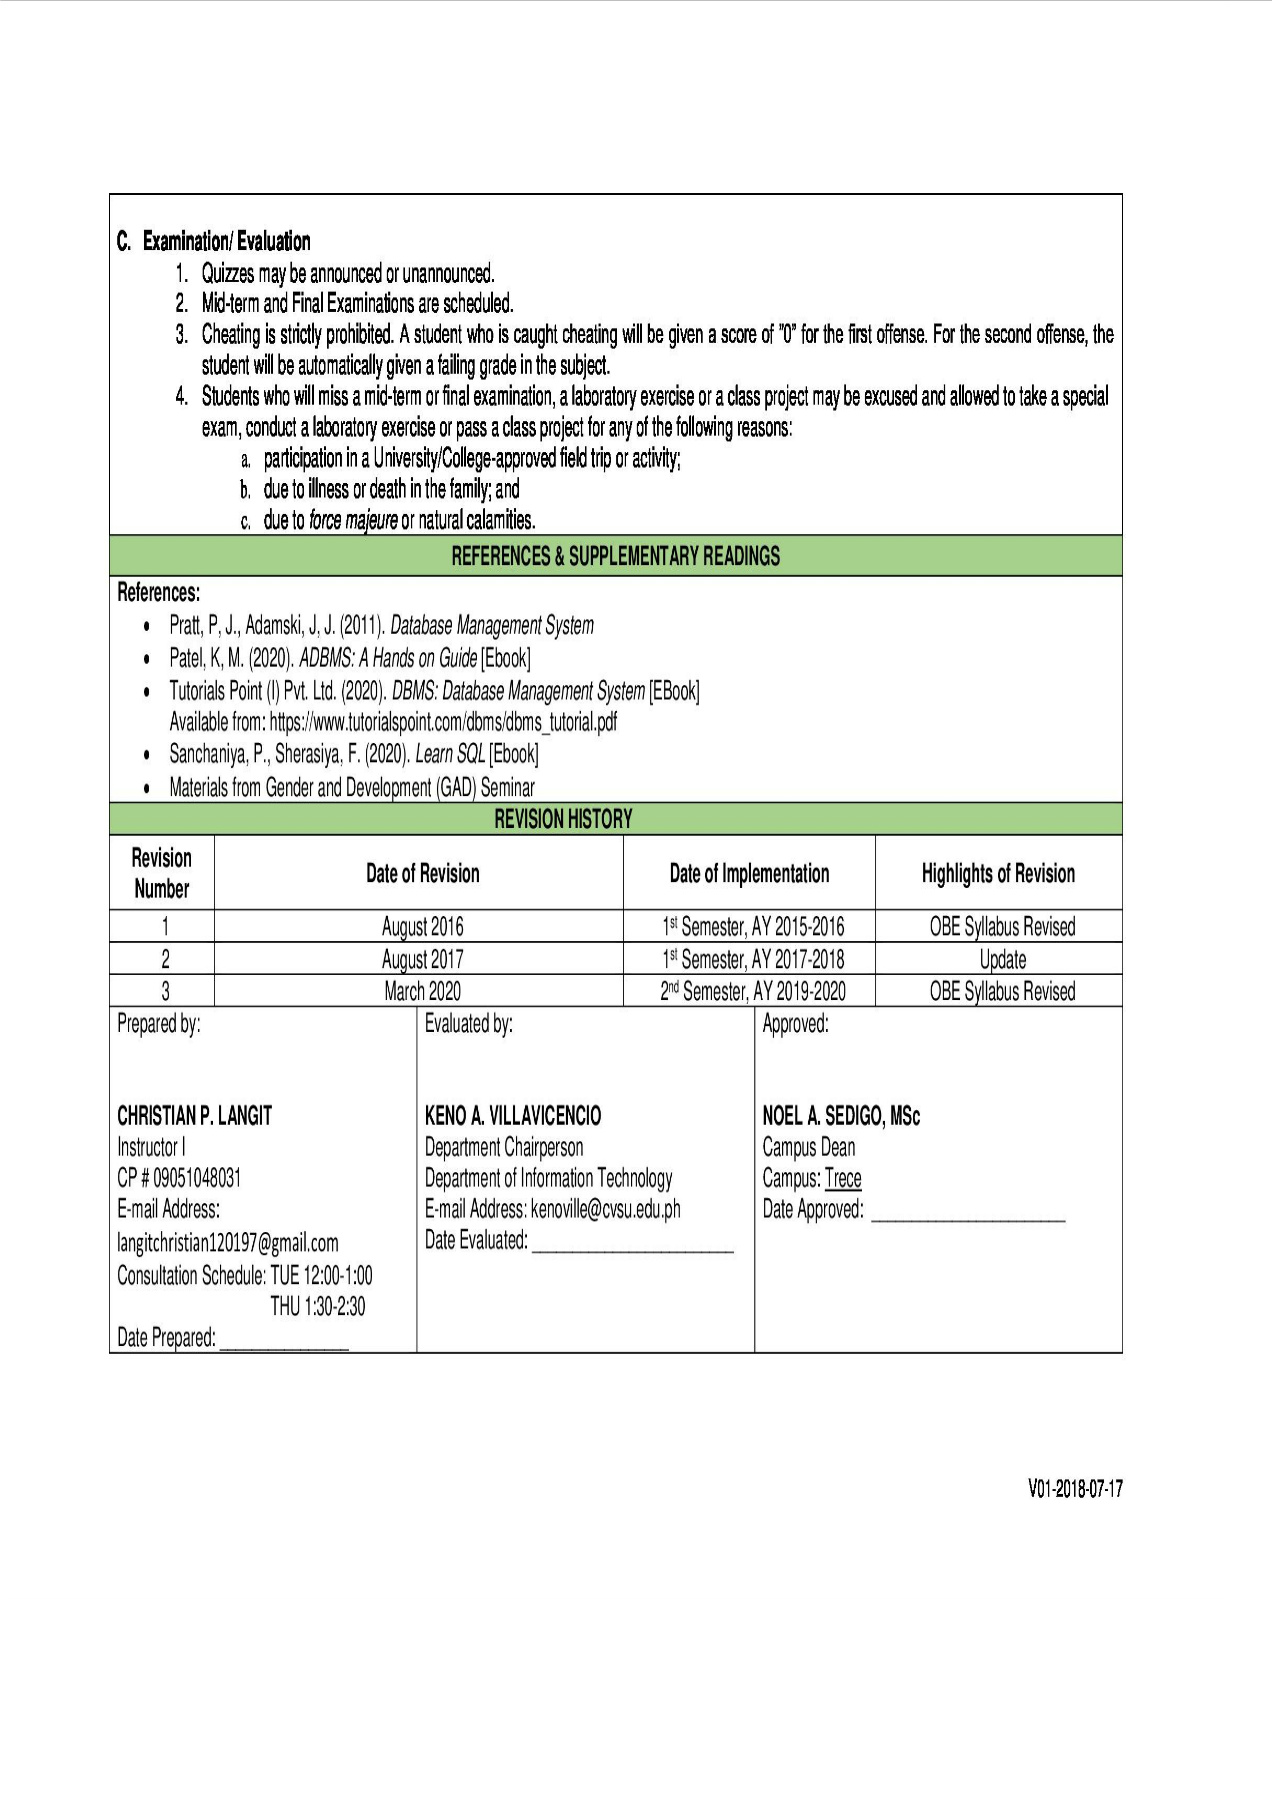 C. Examination/ Evaluation
1. Quizzes may be announced or unannounced.
2. Mid-term and Final Examinations are scheduled.
3. Cheating is strictly prohibited. A student who is caught cheating will be given a score of "0" for the first offense. For the second offense, the
student will be automatically given a failing grade in the subject.
4. Students who will miss a mid-term or final examination, a laboratory exercise or a class project may be excused and allowed to take a special
exam, conduct a laboratory exercise or pass a class project for any of the following reasons:
a. participation in a University/College-approved field trip or activity;
b. due to illness or death in the family; and
c. due to force majeure or natural calamities.
REFERENCES & SUPPLEMENTARY READINGS
References:
• Pratt, P, J., Adamski, J, J. (2011). Database Management System
• Patel, K, M. (2020). ADBMS: A Hands on Guide [Ebook]
• Tutorials Point (I) Pvt. Ltd. (2020). DBMS: Database Management System [EBook]
Available from: https://www.tutorialspoint.com/dbms/dbms_tutorial.pdf
• Sanchaniya, P., Sherasiya, F. (2020). Learn SQL [Ebook]
• Materials from Gender and Development (GAD) Seminar
REVISION HISTORY
Revision Number Date of Revision Date of Implementation Highlights of Revision
1 August 2016 1st Semester, AY 2015-2016 OBE Syllabus Revised
2 August 2017 1st Semester, AY 2017-2018 Update
3 March 2020 2nd Semester, AY 2019-2020 OBE Syllabus Revised
Prepared by:
CHRISTIAN P. LANGIT
Instructor I
CP # 09051048031
E-mail Address:
langitchristian120197@gmail.com
Consultation Schedule: TUE 12:00-1:00
THU 1:30-2:30
Date Prepared: _______________
Evaluated by:
KENO A. VILLAVICENCIO
Department Chairperson
Department of Information Technology
E-mail Address: kenoville@cvsu.edu.ph
Date Evaluated: _______________________
Approved:
NOEL A. SEDIGO, MSc
Campus Dean
Campus: Trece
Date Approved: ______________________
V01-2018-07-17